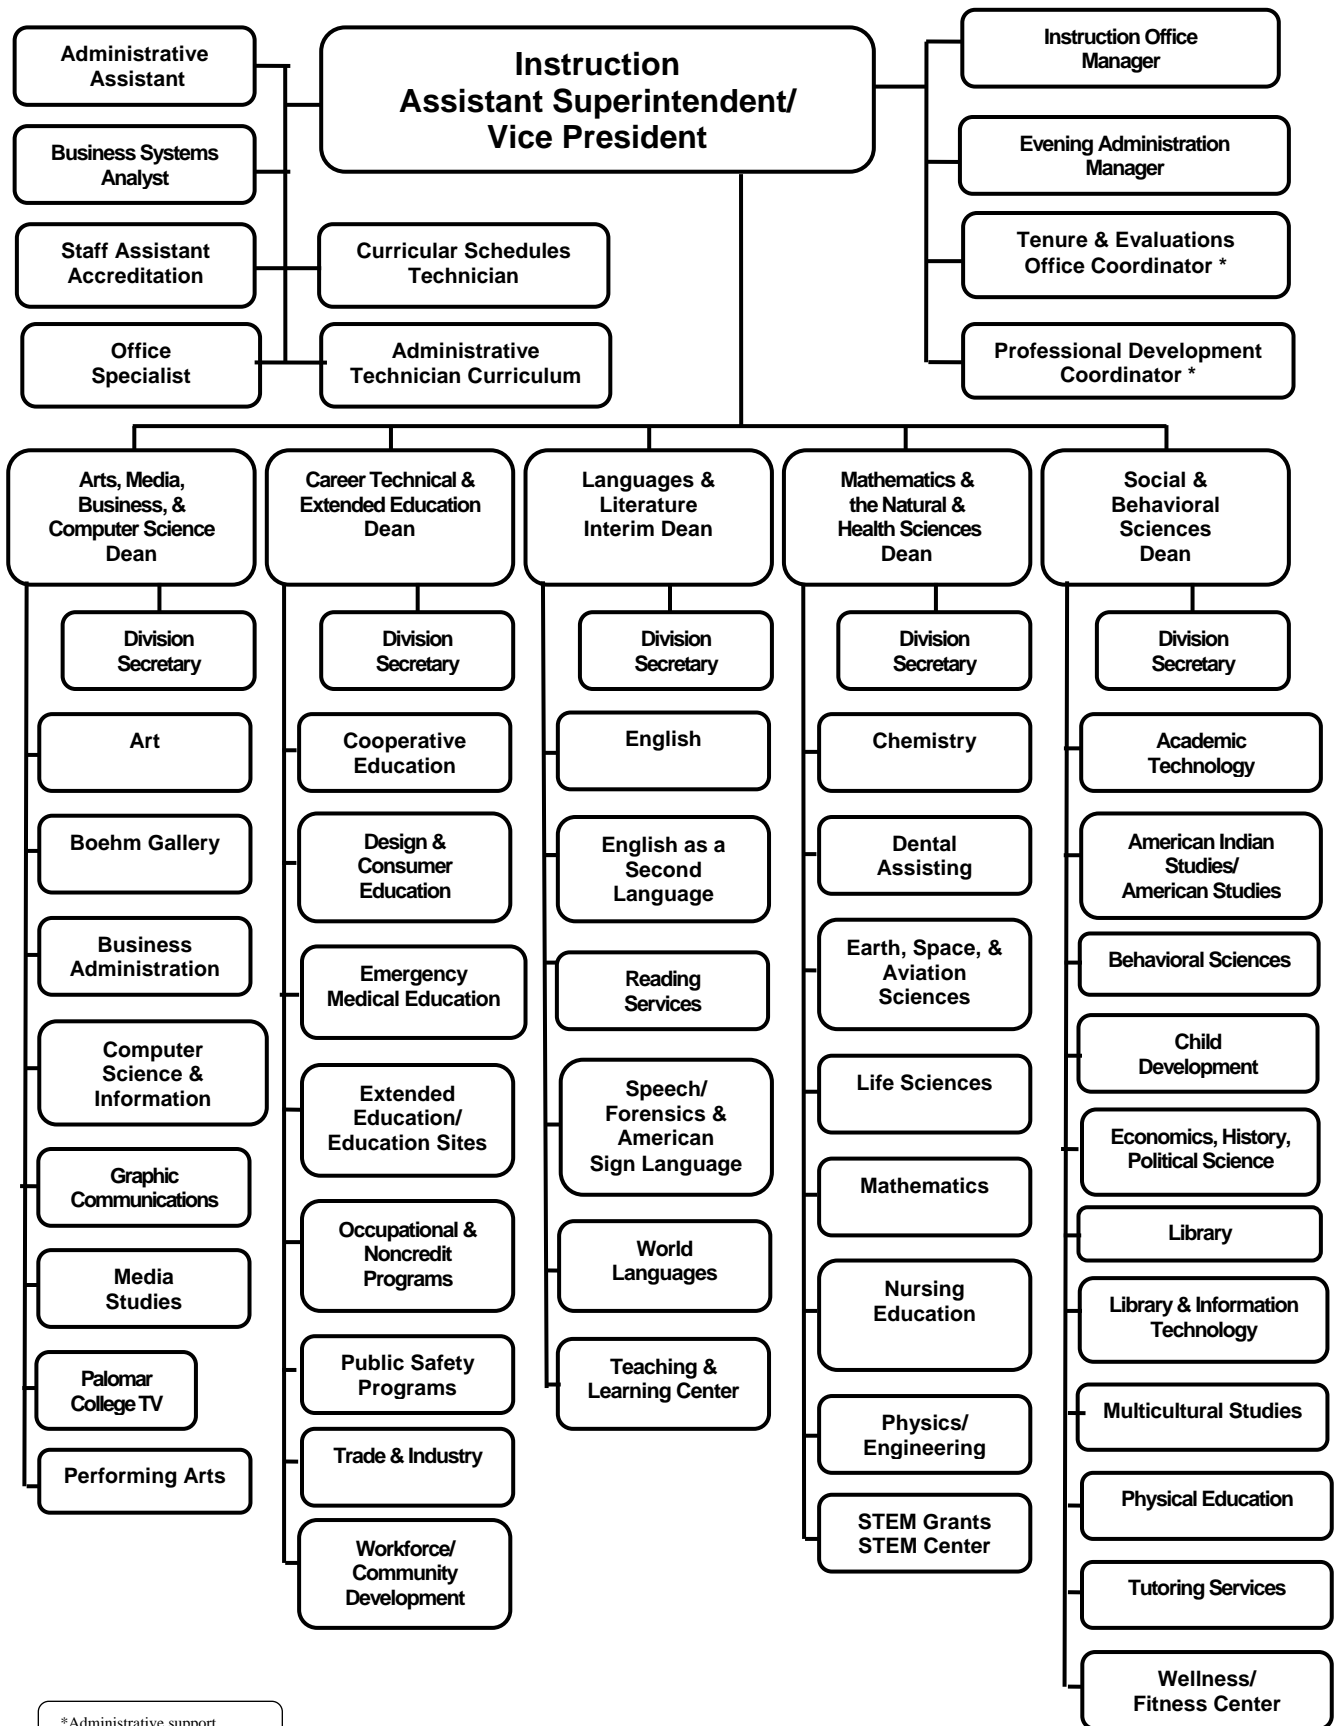 Administrative
Assistant
Instruction
Assistant Superintendent/
Vice President
Instruction Office
Manager
Business Systems
Analyst
Evening Administration
Manager
Staff Assistant
Accreditation
Curricular Schedules
Technician
Tenure & Evaluations
Office Coordinator *
Office
Specialist
Administrative
Technician Curriculum
Professional Development
Coordinator *
Arts, Media,
Business, &
Computer Science
Dean
Career Technical &
Extended Education
Dean
Languages &
Literature
Interim Dean
Mathematics &
the Natural &
Health Sciences
Dean
Social &
Behavioral
Sciences
Dean
Division
Secretary
Division
Secretary
Division
Secretary
Division
Secretary
Division
Secretary
Art
Boehm Gallery
Business
Administration
Computer
Science &
Information
Graphic
Communications
Media
Studies
Palomar
College TV
Performing Arts
Cooperative
Education
Design &
Consumer
Education
Emergency
Medical Education
Extended
Education/
Education Sites
Occupational &
Noncredit
Programs
Public Safety
Programs
Trade & Industry
Workforce/
Community
Development
English
English as a
Second
Language
Reading
Services
Speech/
Forensics &
American
Sign Language
World
Languages
Teaching &
Learning Center
Chemistry
Dental
Assisting
Earth, Space, &
Aviation
Sciences
Life Sciences
Mathematics
Nursing
Education
Physics/
Engineering
STEM Grants
STEM Center
Academic
Technology
American Indian
Studies/
American Studies
Behavioral Sciences
Child
Development
Economics, History,
Political Science
Library
Library & Information
Technology
Multicultural Studies
Physical Education
Tutoring Services
Wellness/
Fitness Center
*Administrative support